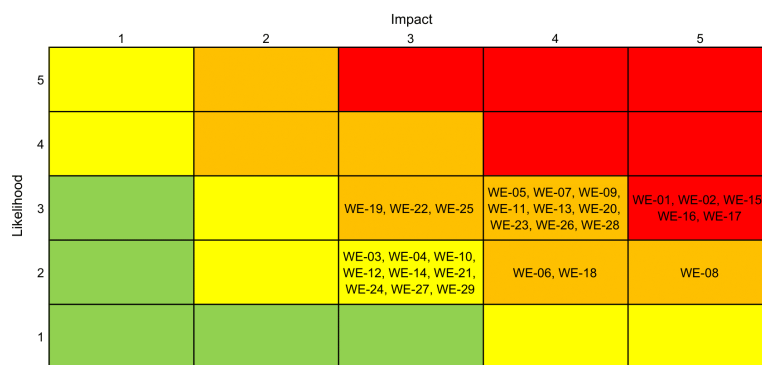 Impact
1 2 3 4 5
5
4
Likelihood
3
WE-19, WE-22, WE-25
WE-05, WE-07, WE-09,
WE-11, WE-13, WE-20,
WE-23, WE-26, WE-28
WE-01, WE-02, WE-15
WE-16, WE-17
2
WE-03, WE-04, WE-10,
WE-12, WE-14, WE-21,
WE-24, WE-27, WE-29
WE-06, WE-18
WE-08
1